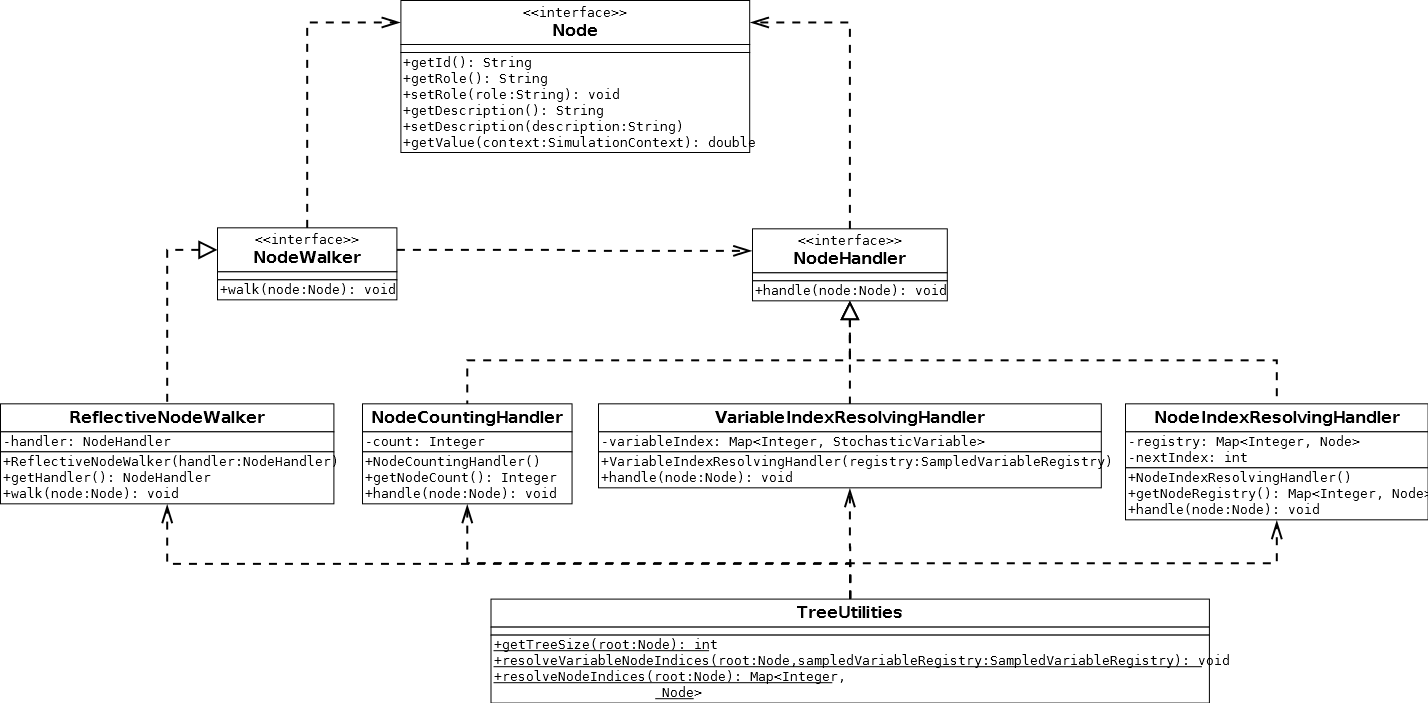 <<interface>>
Node
+getId(): String
+getRole(): String
+setRole(role:String): void
+getDescription(): String
+setDescription(description:String)
+getValue(context:SimulationContext): double
<<interface>>
NodeWalker
+walk(node:Node): void
<<interface>>
NodeHandler
+handle(node:Node): void
ReflectiveNodeWalker
-handler: NodeHandler
+ReflectiveNodeWalker(handler:NodeHandler)
+getHandler(): NodeHandler
+walk(node:Node): void
NodeCountingHandler
-count: Integer
+NodeCountingHandler()
+getNodeCount(): Integer
+handle(node:Node): void
VariableIndexResolvingHandler
-variableIndex: Map<Integer, StochasticVariable>
+VariableIndexResolvingHandler(registry:SampledVariableRegistry)
+handle(node:Node): void
NodeIndexResolvingHandler
-registry: Map<Integer, Node>
-nextIndex: int
+NodeIndexResolvingHandler()
+getNodeRegistry(): Map<Integer, Node>
+handle(node:Node): void
TreeUtilities
+getTreeSize(root:Node): int
+resolveVariableNodeIndices(root:Node,sampledVariableRegistry:SampledVariableRegistry): void
+resolveNodeIndices(root:Node): Map<Integer,
Node>